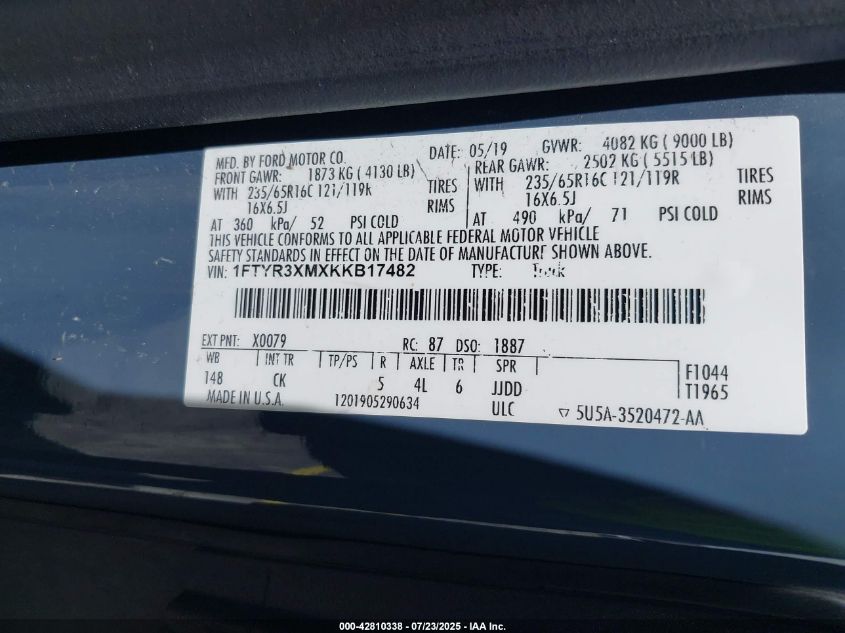 MFD. BY FORD MOTOR CO. DATE: 05/19 GVWR: 4082 KG ( 9000 LB)
FRONT GAWR: 1873 KG ( 4130 LB) REAR GAWR: 2502 KG ( 5515LB)
WITH 235/65R16C 121/119R TIRES WITH 235/65R16C 121/119R TIRES
16X6.5J RIMS 16X6.5J RIMS
AT 360 kPa/ 52 PSI COLD AT 490 kPa/ 71 PSI COLD
THIS VEHICLE CONFORMS TO ALL APPLICABLE FEDERAL MOTOR VEHICLE
SAFETY STANDARDS IN EFFECT ON THE DATE OF MANUFACTURE SHOWN ABOVE.
VIN: 1FTYR3XMXKKB17482 TYPE: Truck
EXT PNT: X0079 RC: 87 DSO: 1887
WB INT TR TP/PS R AXLE TR SPR F1044
148 CK 5 4L 6 JJDD T1965
MADE IN U.S.A. 1201905290634 ULC 5U5A-3520472-AA
000-42810338 - 07/23/2025 - IAA Inc.